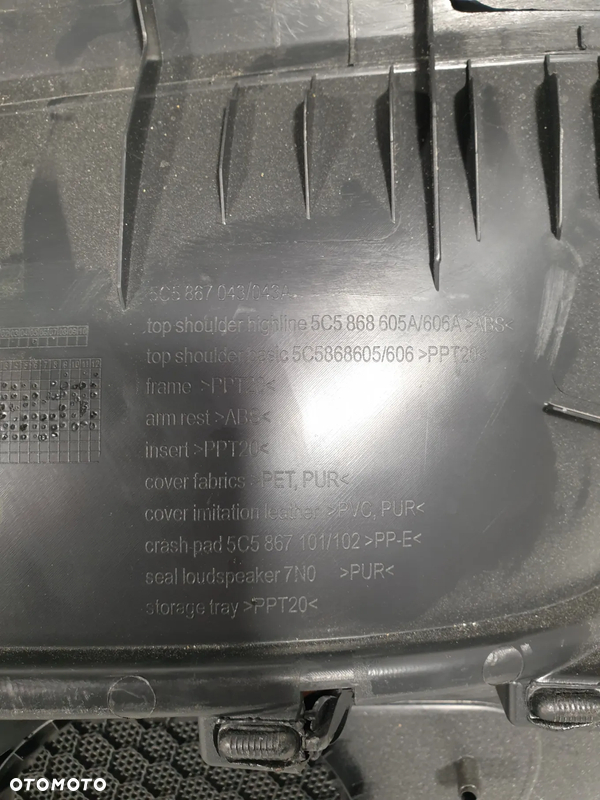 5C5 867 043/043A
top shoulder highline 5C5 868 605A/606A >ABS<
top shoulder basic 5C5868605/606 >PPT20<
frame >PPT20<
arm rest >ABS<
insert >PPT20<
cover fabrics >PET, PUR<
cover imitation leather >PVC, PUR<
crash-pad 5C5 867 101/102 >PP-E<
seal loudspeaker 7N0 >PUR<
storage tray >PPT20<
OTOMOTO